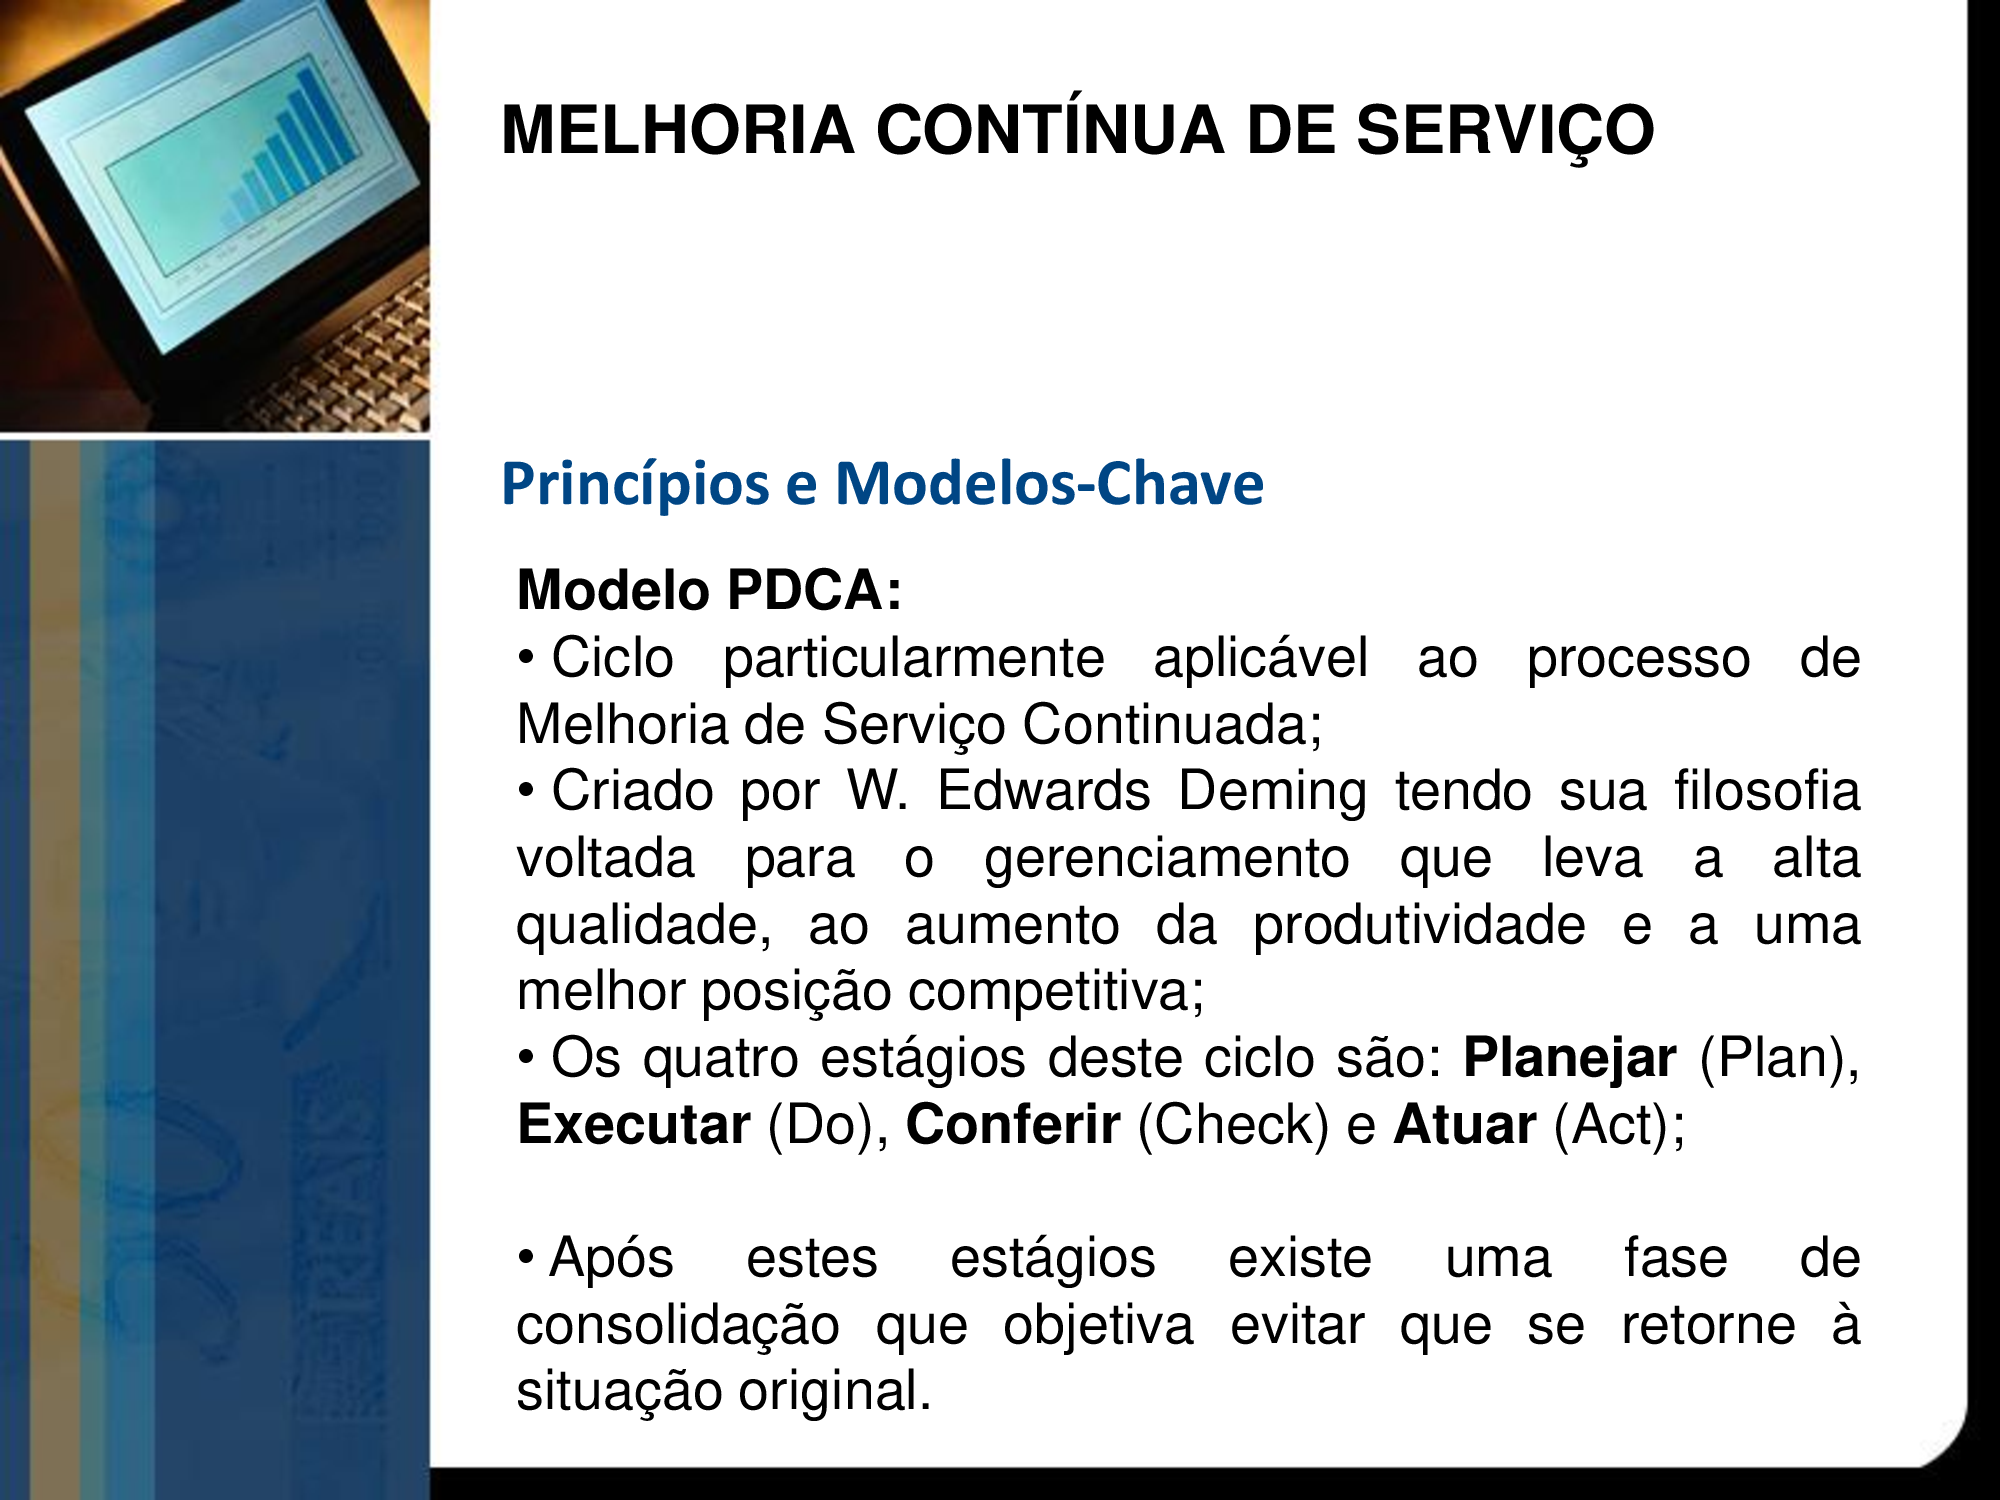 MELHORIA CONTÍNUA DE SERVIÇO
Princípios e Modelos-Chave
Modelo PDCA:
• Ciclo particularmente aplicável ao processo de
Melhoria de Serviço Continuada;
• Criado por W. Edwards Deming tendo sua filosofia
voltada para o gerenciamento que leva a alta
qualidade, ao aumento da produtividade e a uma
melhor posição competitiva;
• Os quatro estágios deste ciclo são: Planejar (Plan),
Executar (Do), Conferir (Check) e Atuar (Act);
• Após estes estágios existe uma fase de
consolidação que objetiva evitar que se retorne à
situação original.
REAIS